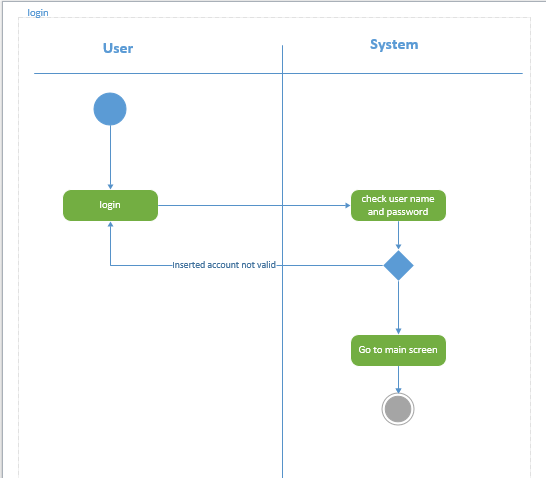 login
User
System
login
check user name
and password
Inserted account not valid
Go to main screen